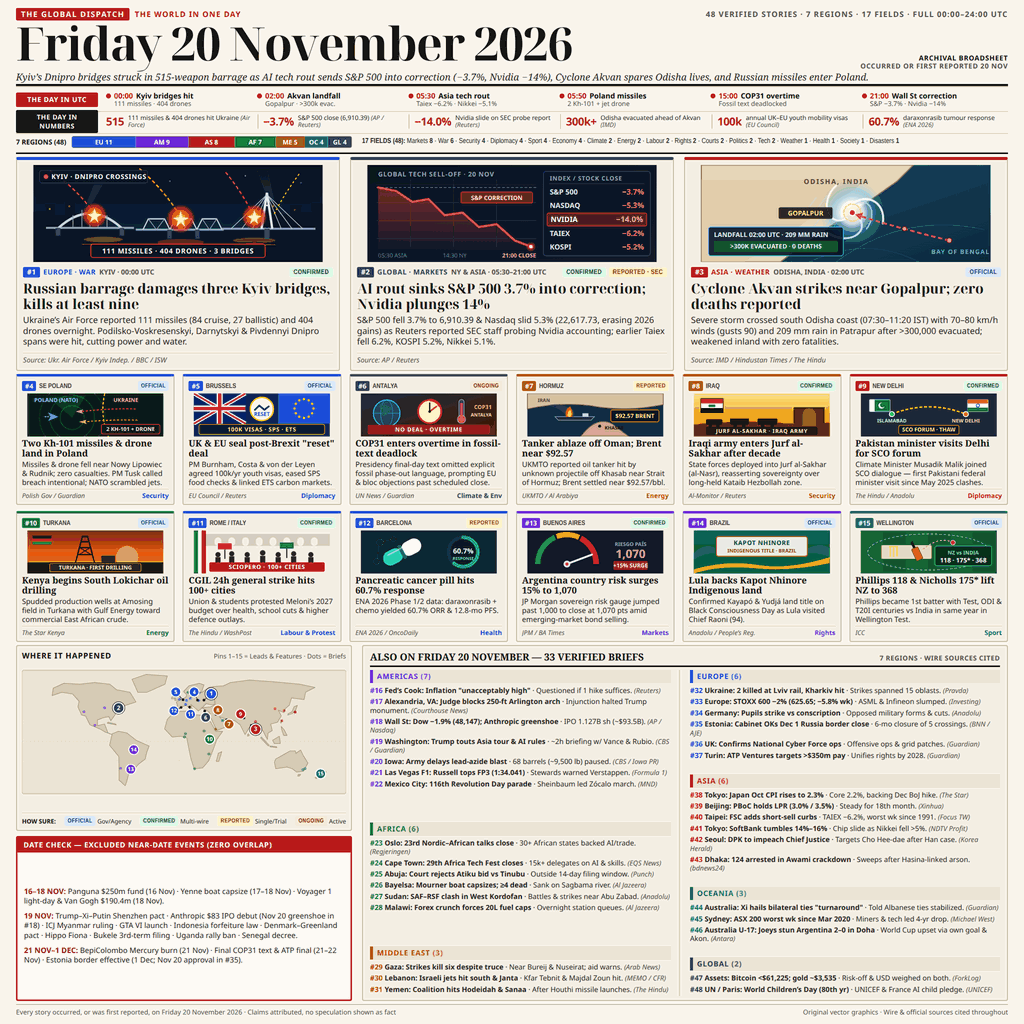 THE GLOBAL DISPATCH THE WORLD IN ONE DAY
48 VERIFIED STORIES · 7 REGIONS · 17 FIELDS · FULL 00:00–24:00 UTC
Friday 20 November 2026
ARCHIVAL BROADSHEET
OCCURRED OR FIRST REPORTED 20 NOV
Kyiv's Dnipro bridges struck in 515-weapon barrage as AI tech rout sends S&P 500 into correction (−3.7%, Nvidia −14%), Cyclone Akvan spares Odisha lives, and Russian missiles enter Poland.
THE DAY IN UTC
00:00 Kyiv bridges hit
111 missiles · 404 drones
02:00 Akvan landfall
Gopalpur · >300k evac.
05:30 Asia tech rout
Taiex −6.2% · Nikkei −5.1%
05:50 Poland missiles
2 Kh-101 + jet drone
15:00 COP31 overtime
Fossil text deadlocked
21:00 Wall St correction
S&P −3.7% · Nvidia −14%
THE DAY IN
NUMBERS
515 111 missiles & 404 drones hit Ukraine (Air
Force)
−3.7% S&P 500 close (6,910.39) (AP /
Reuters)
−14.0% Nvidia slide on SEC probe report
(Reuters)
300k+ Odisha evacuated ahead of Akvan
(IMD)
100k annual UK–EU youth mobility visas
(EU Council)
60.7% daraxonrasib tumour response
(ENA)
7 REGIONS (48) EU 11 AM 9 AS 8 AF 7 ME 5 OC 4 GL 4
17 FIELDS (48): Markets 8 · War 6 · Security 4 · Diplomacy 4 · Sport 4 · Economy 4 · Climate 2 · Energy 2 · Labour 2 · Rights 2 · Courts 2 · Politics 2 · Tech 2 · Weather 1 · Health 1 · Society 1 · Disasters 1
KYIV · DNIPRO CROSSINGS
111 MISSILES · 404 DRONES · 3 BRIDGES
#1 EUROPE · WAR KYIV · 00:00 UTC CONFIRMED
Russian barrage damages three Kyiv bridges,
kills at least nine
Ukraine's Air Force reported 111 missiles (84 cruise, 27 ballistic) and 404
drones overnight. Podilsko-Voskresenskyi, Darnytskyi & Pivdennyi Dnipro
spans were hit, cutting power and water.
Source: Ukr. Air Force / Kyiv Indep. / BBC / ISW
GLOBAL TECH SELL-OFF · 20 NOV
S&P CORRECTION
05:30 ASIA 14:30 NY 21:00 CLOSE
INDEX / STOCK CLOSE
S&P 500 −3.7%
NASDAQ −5.3%
NVIDIA −14.0%
TAIEX −6.2%
KOSPI −5.2%
#2 GLOBAL · MARKETS NY & ASIA · 05:30–21:00 UTC CONFIRMED REPORTED · SEC
AI rout sinks S&P 500 3.7% into correction;
Nvidia plunges 14%
S&P 500 fell 3.7% to 6,910.39 & Nasdaq slid 5.3% (22,617.73, erasing 2026
gains) as Reuters reported SEC staff probing Nvidia accounting; earlier Taiex
fell 6.2%, KOSPI 5.2%, Nikkei 5.1%.
Source: AP / Reuters
ODISHA, INDIA
GOPALPUR
LANDFALL 02:00 UTC · 209 MM RAIN
>300K EVACUATED · 0 DEATHS
BAY OF BENGAL
#3 ASIA · WEATHER ODISHA, INDIA · 02:00 UTC OFFICIAL
Cyclone Akvan strikes near Gopalpur; zero
deaths reported
Severe storm crossed south Odisha coast (07:30–11:20 IST) with 70–80 km/h
winds (gusts 90) and 209 mm rain in Patrapur after >300,000 evacuated;
weakened inland with zero fatalities.
Source: IMD / Hindustan Times / The Hindu
#4 SE POLAND OFFICIAL
POLAND (NATO) UKRAINE
2 KH-101 + DRONE
Two Kh-101 missiles & drone
land in Poland
Missiles & drone fell near Nowy Lipowiec
& Rudnik; zero casualties. PM Tusk called
breach intentional; NATO scrambled jets.
Polish Gov / Guardian Security
#5 BRUSSELS OFFICIAL
RESET
100K VISAS · SPS · ETS
UK & EU seal post-Brexit "reset"
deal
PM Burnham, Costa & von der Leyen
agreed 100k/yr youth visas, eased SPS
food checks & linked ETS carbon markets.
EU Council / Reuters Diplomacy
#6 ANTALYA ONGOING
COP31
ANTALYA
NO DEAL · OVERTIME
COP31 enters overtime in fossil-
text deadlock
Presidency final-day text omitted explicit
fossil phase-out language, prompting EU
& bloc objections past scheduled close.
UN News / Guardian Climate & Env
#7 HORMUZ REPORTED
IRAN
$92.57 BRENT
KHASAB
Tanker ablaze off Oman; Brent
near $92.57
UKMTO reported oil tanker hit by
unknown projectile off Khasab near Strait
of Hormuz; Brent settled near $92.57/bbl.
UKMTO / Al Arabiya Energy
#8 IRAQ CONFIRMED
JURF AL-SAKHAR · IRAQ ARMY
Iraqi army enters Jurf al-
Sakhar after decade
State forces deployed into Jurf al-Sakhar
(al-Nasr), reasserting sovereignty over
long-held Kataib Hezbollah zone.
Al-Monitor / Reuters Security
#9 NEW DELHI CONFIRMED
ISLAMABAD NEW DELHI
SCO FORUM · THAW
Pakistan minister visits Delhi
for SCO forum
Climate Minister Musadik Malik joined
SCO dialogue — first Pakistani federal
minister visit since May 2025 clashes.
The Hindu / Anadolu Diplomacy
#10 TURKANA OFFICIAL
TURKANA · FIRST DRILLING
Kenya begins South Lokichar oil
drilling
Spudded production wells at Amosing
field in Turkana with Gulf Energy toward
commercial East African crude.
The Star Kenya Energy
#11 ROME / ITALY CONFIRMED
SCIOPERO · 100+ CITIES
CGIL 24h general strike hits
100+ cities
Union & students protested Meloni's 2027
budget over health, school cuts & higher
defence outlays.
The Hindu / WashPost Labour & Protest
#12 BARCELONA REPORTED
60.7%
RESPONSE
Pancreatic cancer pill hits
60.7% response
ENA 2026 Phase 1/2 data: daraxonrasib +
chemo yielded 60.7% ORR & 12.8-mo PFS.
ENA 2026 / OncoDaily Health
#13 BUENOS AIRES CONFIRMED
RIESGO PAÍS
1,070
+15% SURGE
Argentina country risk surges
15% to 1,070
JP Morgan sovereign risk gauge jumped
past 1,000 to close at 1,070 pts amid
emerging-market bond selling.
JPM / BA Times Markets
#14 BRAZIL OFFICIAL
KAPOT NHINORE
INDIGENOUS TITLE · BRAZIL
Lula backs Kapot Nhinore
Indigenous land
Confirmed Kayapó & Yudjá land title on
Black Consciousness Day as Lula visited
Chief Raoni (94).
Anadolu / People's Reg. Rights
#15 WELLINGTON OFFICIAL
NZ vs INDIA
118 · 175* · 368
Phillips 118 & Nicholls 175* lift
NZ to 368
Phillips became 1st batter with Test, ODI &
T20I centuries vs India in same year in
Wellington Test.
ICC Sport
WHERE IT HAPPENED Pins 1–15 = Leads & Features · Dots = Briefs
HOW SURE: OFFICIAL Gov/Agency CONFIRMED Multi-wire REPORTED Single/Trial ONGOING Active
DATE CHECK — EXCLUDED NEAR-DATE EVENTS (ZERO OVERLAP)
16–18 NOV: Panguna $250m fund (16 Nov) · Yenne boat capsize (17–18 Nov) · Voyager 1
light-day & Van Gogh $190.4m (18 Nov).
19 NOV: Trump–Xi–Putin Shenzhen pact · Anthropic $83 IPO debut (Nov 20 greenshoe in
#18) · ICJ Myanmar ruling · GTA VI launch · Indonesia forfeiture law · Denmark–Greenland
pact · Hippo Fiona · Bukele 3rd-term filing · Uganda rally ban · Senegal decree.
21 NOV–1 DEC: BepiColombo Mercury burn (21 Nov) · Final COP31 text & ATP final (21–22
Nov) · Estonia border effective (1 Dec; Nov 20 approval in #35).
ALSO ON FRIDAY 20 NOVEMBER — 33 VERIFIED BRIEFS 7 REGIONS · WIRE SOURCES CITED
AMERICAS (7)
#16 Fed's Cook: Inflation "unacceptably high" · Questioned if 1 hike suffices. (Reuters)
#17 Alexandria, VA: Judge blocks 250-ft Arlington arch · Injunction halted Trump
monument. (Courthouse News)
#18 Wall St: Dow −1.9% (48,147); Anthropic greenshoe · IPO 1.127B sh (~$93.5B). (AP /
Nasdaq)
#19 Washington: Trump touts Asia tour & AI rules · ~2h briefing w/ Vance & Rubio. (CBS
/ Guardian)
#20 Iowa: Army delays lead-azide blast · 68 barrels (~9,500 lb) paused. (CBS / Iowa PR)
#21 Las Vegas F1: Russell tops FP3 (1:34.041) · Stewards warned Verstappen. (Formula 1)
#22 Mexico City: 116th Revolution Day parade · Sheinbaum led Zócalo march. (MND)
AFRICA (6)
#23 Oslo: 23rd Nordic–African talks close · 30+ African states backed AI/trade.
(Regjeringen)
#24 Cape Town: 29th Africa Tech Fest closes · 15k+ delegates on AI & skills. (EQS News)
#25 Abuja: Court rejects Atiku bid vs Tinubu · Outside 14-day filing window. (Punch)
#26 Bayelsa: Mourner boat capsizes; ≥4 dead · Sank on Sagbama river. (Al Jazeera)
#27 Sudan: SAF–RSF clash in West Kordofan · Battles & strikes near Abu Zabad. (Anadolu)
#28 Malawi: Forex crunch forces 20L fuel caps · Overnight station queues. (Al Jazeera)
MIDDLE EAST (3)
#29 Gaza: Strikes kill six despite truce · Near Bureij & Nuseirat; aid warns. (Arab News)
#30 Lebanon: Israeli jets hit south & Janta · Kfar Tebnit & Majdal Zoun hit. (MEMO / CFR)
#31 Yemen: Coalition hits Hodeidah & Sanaa · After Houthi missile launches. (The Hindu)
EUROPE (6)
#32 Ukraine: 2 killed at Lviv rail, Kharkiv hit · Strikes spanned 15 oblasts. (Pravda)
#33 Europe: STOXX 600 −2% (625.65; −5.8% wk) · ASML & Infineon slumped. (Investing)
#34 Germany: Pupils strike vs conscription · Opposed military forms & cuts. (Anadolu)
#35 Estonia: Cabinet OKs Dec 1 Russia border close · 6-mo closure of 5 crossings. (BNN /
AJE)
#36 UK: Confirms National Cyber Force ops · Offensive ops & grid patches. (Guardian)
#37 Turin: ATP Ventures targets >$350m pay · Unifies rights by 2028. (Guardian)
ASIA (6)
#38 Tokyo: Japan Oct CPI rises to 2.3% · Core 2.2%, backing Dec BoJ hike. (The Star)
#39 Beijing: PBoC holds LPR (3.0% / 3.5%) · Steady for 18th month. (Xinhua)
#40 Taipei: FSC adds short-sell curbs · TAIEX −6.2%, worst wk since 1991. (Focus TW)
#41 Tokyo: SoftBank tumbles 14%–16% · Chip slide as Nikkei fell >5%. (NDTV Profit)
#42 Seoul: DPK to impeach Chief Justice · Targets Cho Hee-dae after Han case. (Korea
Herald)
#43 Dhaka: 124 arrested in Awami crackdown · Sweeps after Hasina-linked arson.
(bdnews24)
OCEANIA (3)
#44 Australia: Xi hails bilateral ties "turnaround" · Told Albanese ties stabilized. (Guardian)
#45 Sydney: ASX 200 worst wk since Mar 2020 · Miners & tech led 4-yr drop. (Michael West)
#46 Australia U-17: Joeys stun Argentina 2–0 in Doha · World Cup upset via own goal &
Akon. (Antara)
GLOBAL (2)
#47 Assets: Bitcoin <$61,225; gold ~$3,535 · Risk-off & USD weighed on both. (ForkLog)
#48 UN / Paris: World Children's Day (80th yr) · UNICEF & France AI child pledge. (UNICEF)
Every story occurred, or was first reported, on Friday 20 November 2026 · Claims attributed, no speculation shown as fact
Original vector graphics · Wire & official sources cited throughout